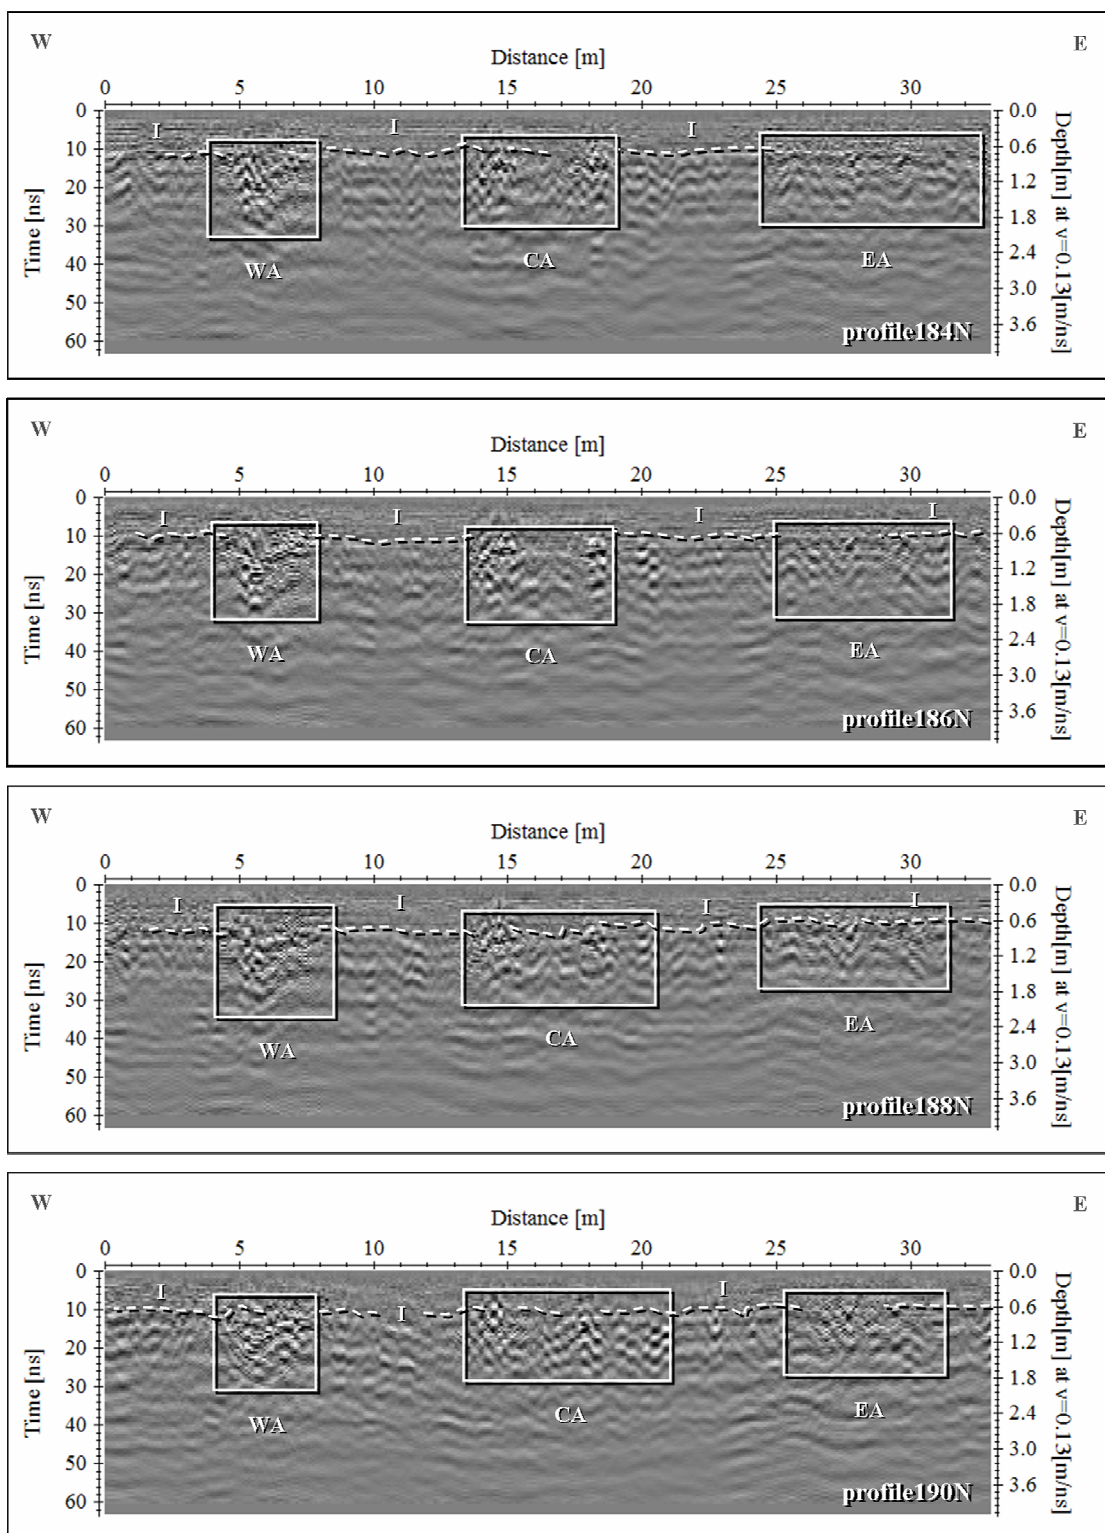 W E
Distance [m]
0 5 10 15 20 25 30
Time [ns]
0 10 20 30 40 50 60
I I I
WA CA EA
0.0 0.6 1.2 1.8 2.4 3.0 3.6
Depth[m] at v=0.13[m/ns]
profile184N
W E
Distance [m]
0 5 10 15 20 25 30
Time [ns]
0 10 20 30 40 50 60
I I I I
WA CA EA
0.0 0.6 1.2 1.8 2.4 3.0 3.6
Depth[m] at v=0.13[m/ns]
profile186N
W E
Distance [m]
0 5 10 15 20 25 30
Time [ns]
0 10 20 30 40 50 60
I I I I
WA CA EA
0.0 0.6 1.2 1.8 2.4 3.0 3.6
Depth[m] at v=0.13[m/ns]
profile188N
W E
Distance [m]
0 5 10 15 20 25 30
Time [ns]
0 10 20 30 40 50 60
I I I
WA CA EA
0.0 0.6 1.2 1.8 2.4 3.0 3.6
Depth[m] at v=0.13[m/ns]
profile190N